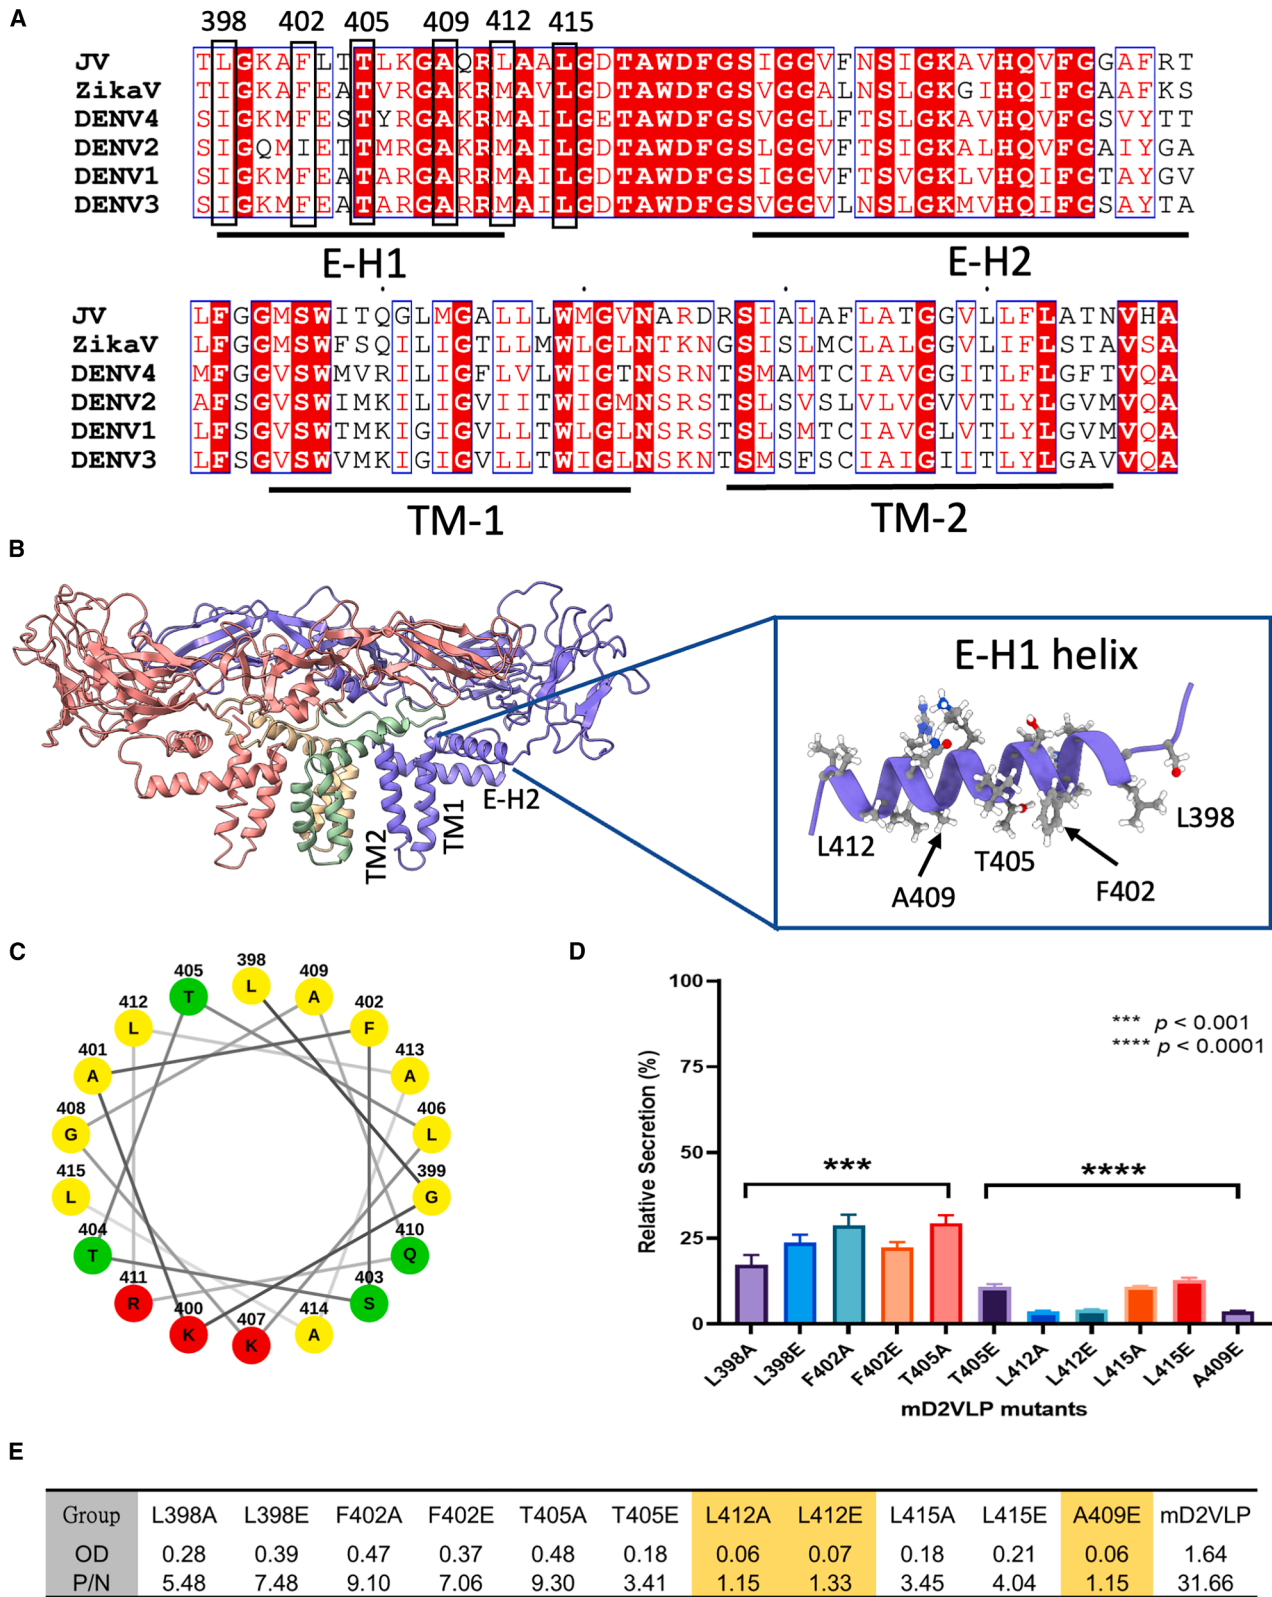 A
398 402 405 409 412 415
JV TLGKAFLTTLKGAQRLAALGDTAWDFGSIGGVFNSIGKAVHQVFGGAFRT
ZikaV TIGKAFEATVRGAKRMAVLGDTAWDFGSVGGALNSLGKGIHQIFGAAFKS
DENV4 SIGKMFESTYRGAKRMAILGETAWDFGSVGGLFTSLGKAVHQVFGSVYTT
DENV2 SIGQMIETTMRGAKRMAILGDTAWDFGSLGGVFTSIGKALHQVFGAIYGA
DENV1 SIGKMFEATARGARRMAILGDTAWDFGSIGGVFTSVGKLVHQIFGTAYGV
DENV3 SIGKMFEATARGARRMAILGDTAWDFGSVGGVLNSLGKMVHQIFGSAYTA
E-H1 E-H2
JV LFGGMSWITQGLMGALLLWMGVNARDRSIALAFLATGGVLLFLATNVHA
ZikaV LFGGMSWFSQILIGTLLMWLGLNTKNGSISLMCLALGGVLIFLSTAVSA
DENV4 MFGGVSWMVRILIGFLVLWIGTNSRNTSMAMTCIAVGGITLFLGFTVQA
DENV2 AFSGVSWIMKILIGVIITWIGMNSRSTSLSVSLVLVGVVTLYLGVMVQA
DENV1 LFSGVSWTMKIGIGVLLTWLGLNSRSTSLSMTCIAVGLVTLYLGVMVQA
DENV3 LFSGVSWVMKIGIGVLLTWIGLNSKNTSMSFSCIAIGIITLYLGAVVQA
TM-1 TM-2
B
E-H2
TM1
TM2
E-H1 helix
L398
L412
T405
A409
F402
C
398 L
409 A
402 F
413 A
406 L
399 G
410 Q
403 S
414 A
407 K
400 K
411 R
404 T
415 L
408 G
401 A
412 L
405 T
D
Relative Secretion (%)
100
75
50
25
0
*** p < 0.001
**** p < 0.0001
*** ****
L398A L398E F402A F402E T405A T405E L412A L412E L415A L415E A409E
mD2VLP mutants
E
Group L398A L398E F402A F402E T405A T405E L412A L412E L415A L415E A409E mD2VLP
OD 0.28 0.39 0.47 0.37 0.48 0.18 0.06 0.07 0.18 0.21 0.06 1.64
P/N 5.48 7.48 9.10 7.06 9.30 3.41 1.15 1.33 3.45 4.04 1.15 31.66